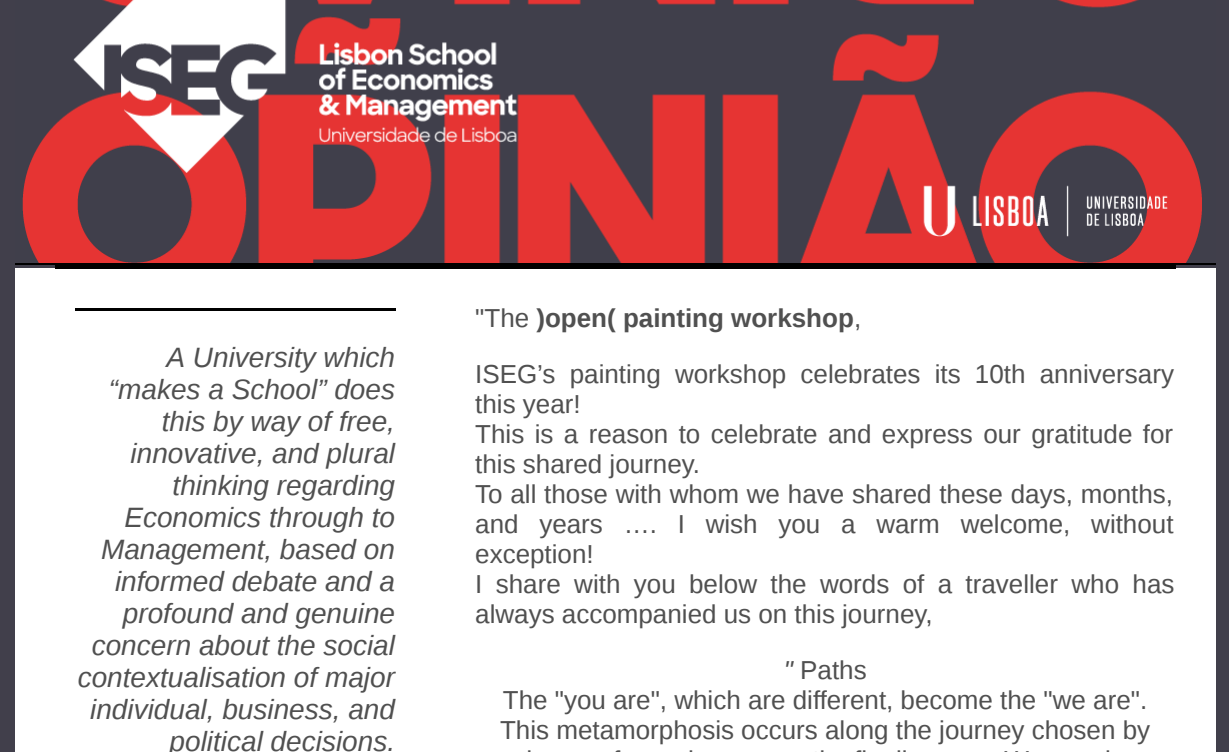 OPINIÃO
ISEG
Lisbon School
of Economics
& Management
Universidade de Lisboa
U LISBOA
UNIVERSIDADE
DE LISBOA
A University which
“makes a School” does
this by way of free,
innovative, and plural
thinking regarding
Economics through to
Management, based on
informed debate and a
profound and genuine
concern about the social
contextualisation of major
individual, business, and
political decisions.
"The )open( painting workshop,
ISEG’s painting workshop celebrates its 10th anniversary
this year!
This is a reason to celebrate and express our gratitude for
this shared journey.
To all those with whom we have shared these days, months,
and years …. I wish you a warm welcome, without
exception!
I share with you below the words of a traveller who has
always accompanied us on this journey,
" Paths
The "you are", which are different, become the "we are".
This metamorphosis occurs along the journey chosen by